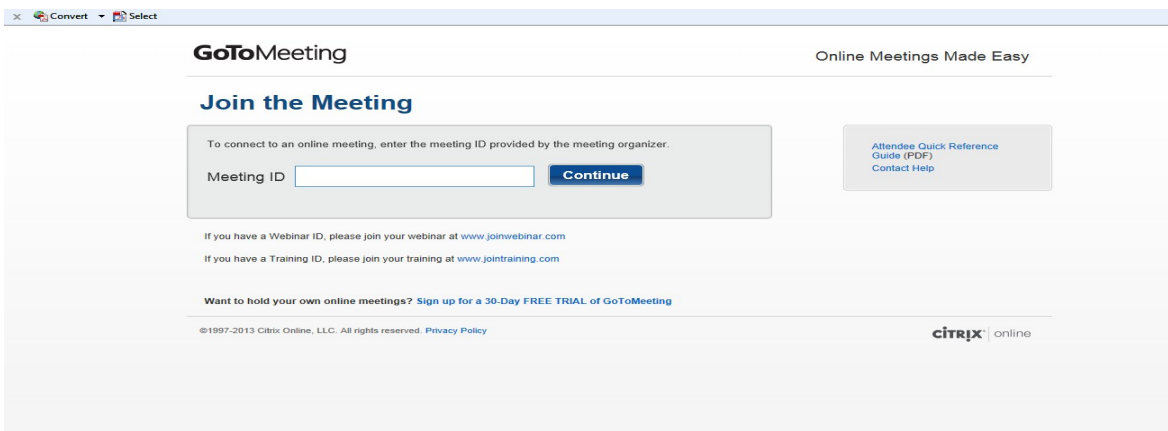 Convert Select
GoToMeeting
Online Meetings Made Easy
Join the Meeting
To connect to an online meeting, enter the meeting ID provided by the meeting organizer.
Meeting ID Continue
Attendee Quick Reference
Guide (PDF)
Contact Help
If you have a Webinar ID, please join your webinar at www.joinwebinar.com
If you have a Training ID, please join your training at www.jointraining.com
Want to hold your own online meetings? Sign up for a 30-Day FREE TRIAL of GoToMeeting
©1997-2013 Citrix Online, LLC. All rights reserved. Privacy Policy
CİTRIX online